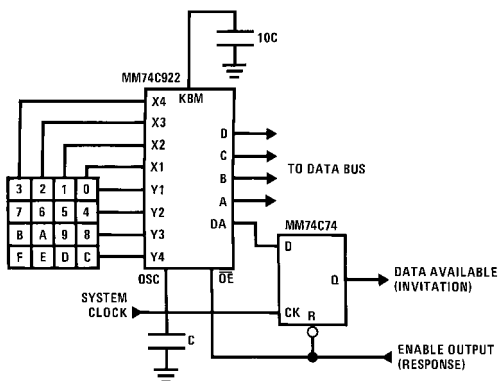 10C
MM74C922
KBM
X4
X3
X2
X1
Y1
Y2
Y3
Y4
D
C
B
A
DA
TO DATA BUS
3 2 1 0
7 6 5 4
B A 9 8
F E D C
OSC
OE
MM74C74
D
Q
CK
R
DATA AVAILABLE
(INVITATION)
SYSTEM
CLOCK
C
ENABLE OUTPUT
(RESPONSE)